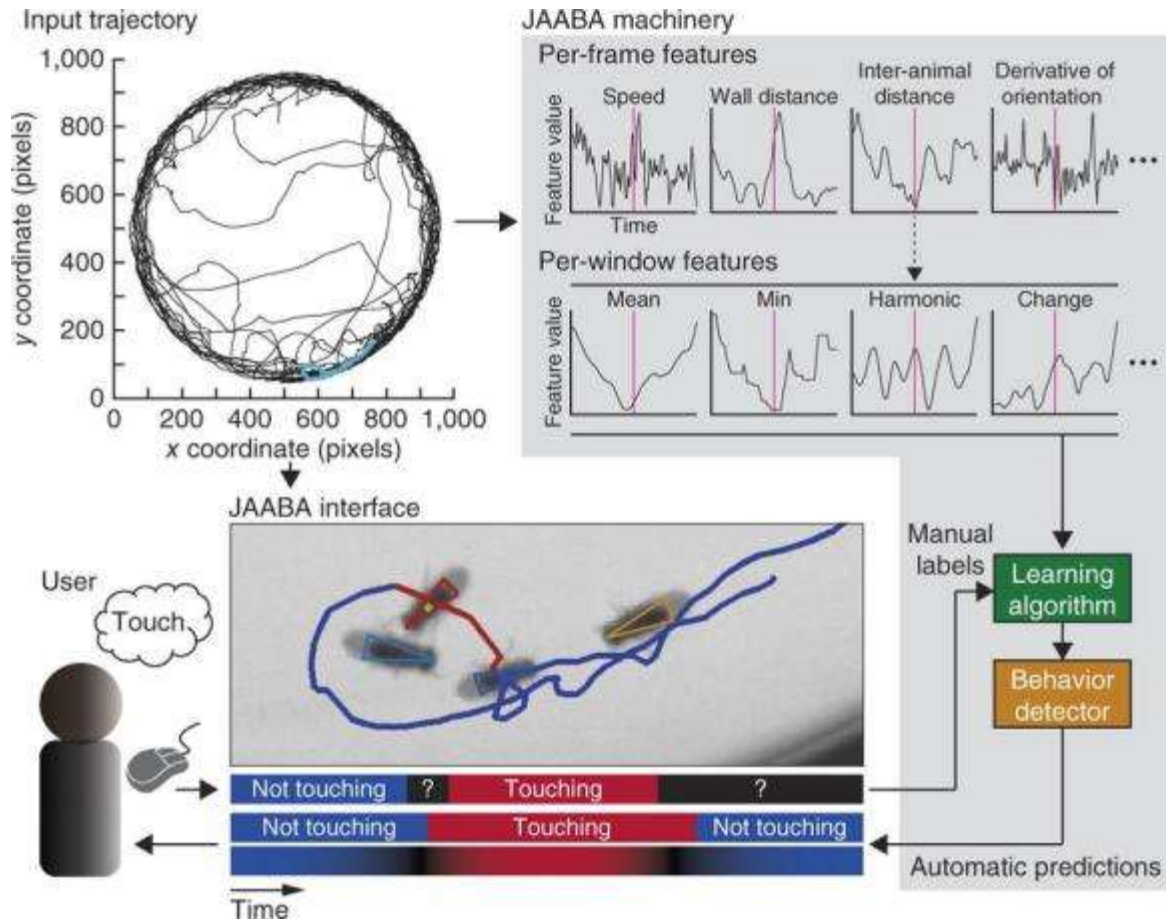 Input trajectory
1,000
800
600
400
200
0
y coordinate (pixels)
0 200 400 600 800 1,000
x coordinate (pixels)
JAABA machinery
Per-frame features
Speed
Wall distance
Inter-animal
distance
Derivative of
orientation
Feature value
•••
Time
Per-window features
Mean
Min
Harmonic
Change
Feature value
•••
JAABA interface
User
Touch
Manual
labels
Learning
algorithm
Behavior
detector
Not touching ? Touching ?
Not touching Touching Not touching
Automatic predictions
Time